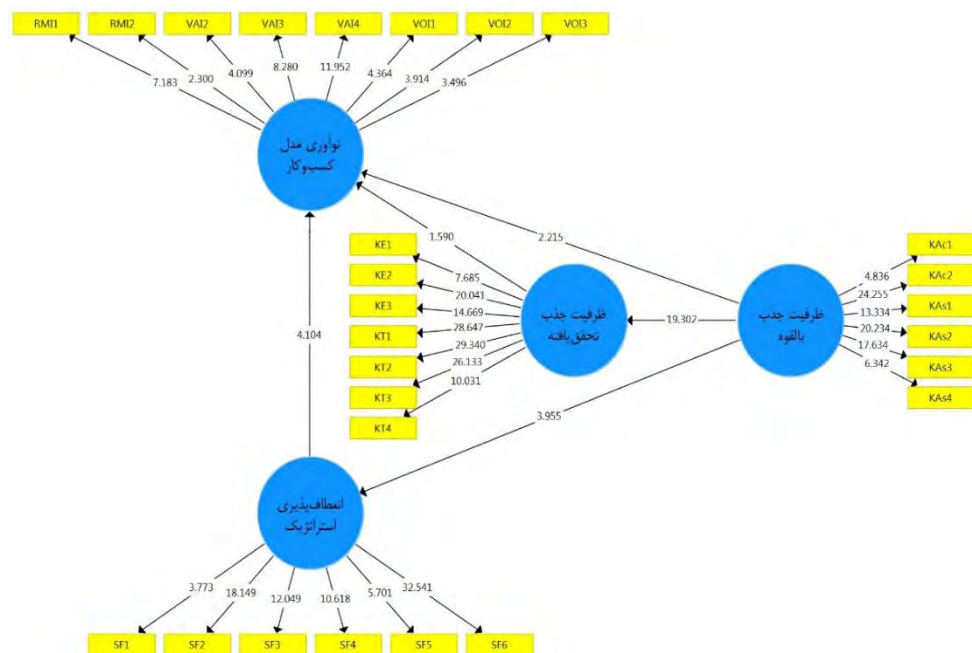 RMI1 RMI2 VAI2 VAI3 VAI4 VOI1 VOI2 VOI3
7.183 2.300 4.099 8.280 11.952 4.364 3.914 3.496
نوآوری مدل
کسب‌وکار
1.590
2.215
KE1
KE2
KE3
KT1
KT2
KT3
KT4
7.685
20.041
14.669
28.647
29.340
26.133
10.031
ظرفیت جذب
تحقق‌یافته
19.302
ظرفیت جذب
بالقوه
4.836
24.255
13.334
20.234
17.634
6.342
KAc1
KAc2
KAs1
KAs2
KAs3
KAs4
4.104
3.955
انعطاف‌پذیری
استراتژیک
3.773 18.149 12.049 10.618 5.701 32.541
SF1 SF2 SF3 SF4 SF5 SF6